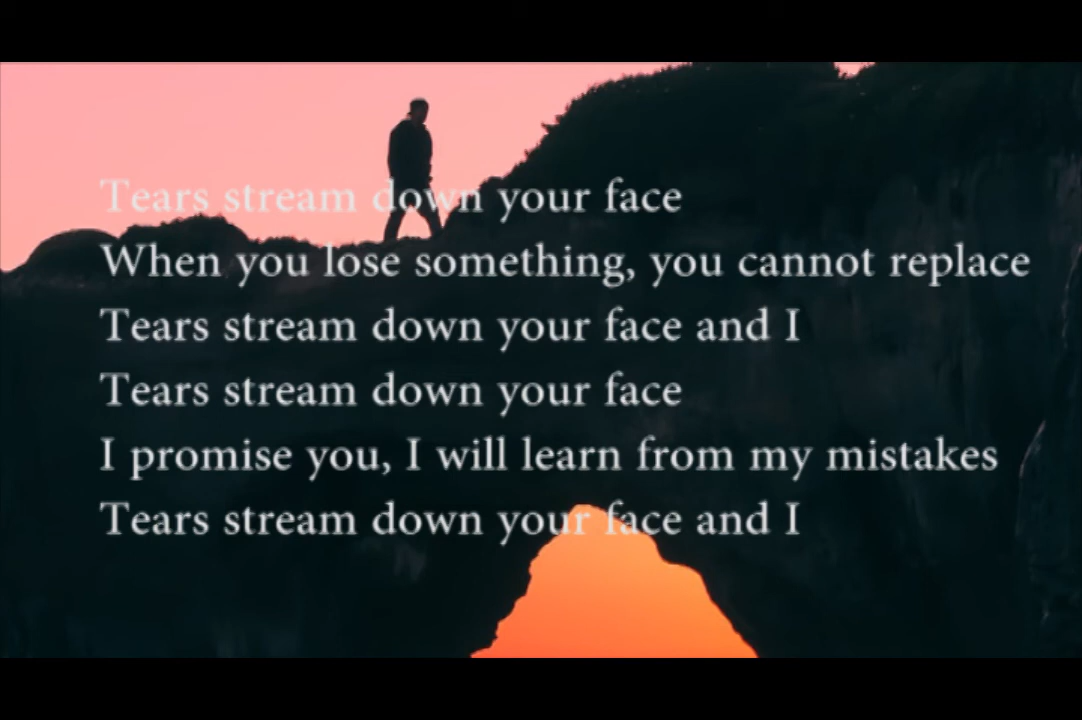 Tears stream down your face
When you lose something, you cannot replace
Tears stream down your face and I
Tears stream down your face
I promise you, I will learn from my mistakes
Tears stream down your face and I